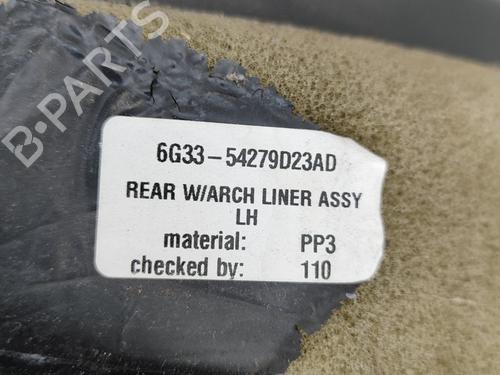 B-PARTS
6G33-54279D23AD
REAR W/ARCH LINER ASSY
LH
material: PP3
checked by: 110